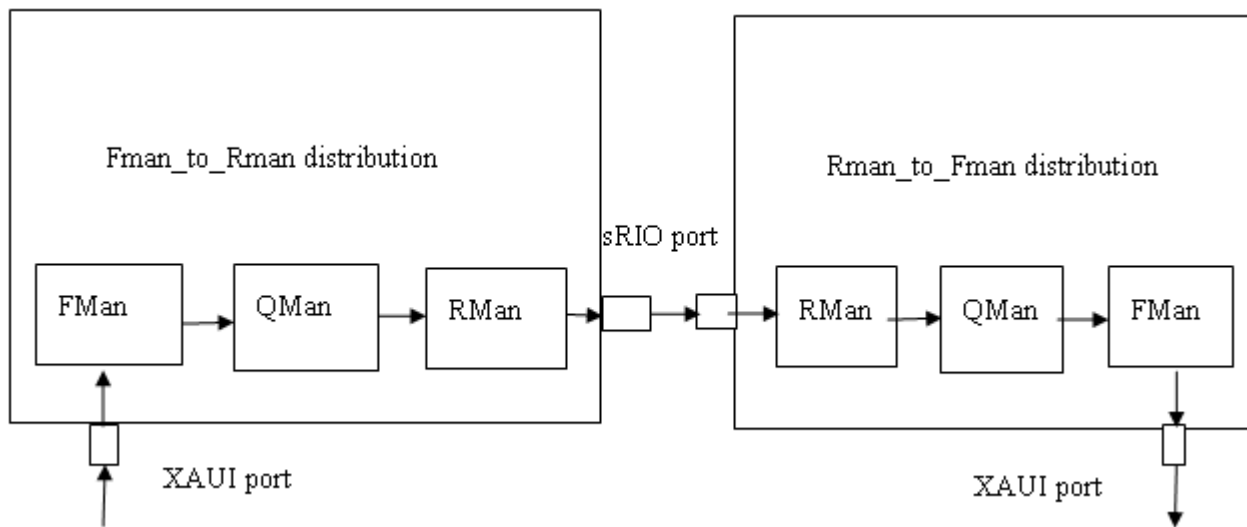 Fman_to_Rman distribution
Rman_to_Fman distribution
sRIO port
FMan
QMan
RMan
RMan
QMan
FMan
XAUI port
XAUI port